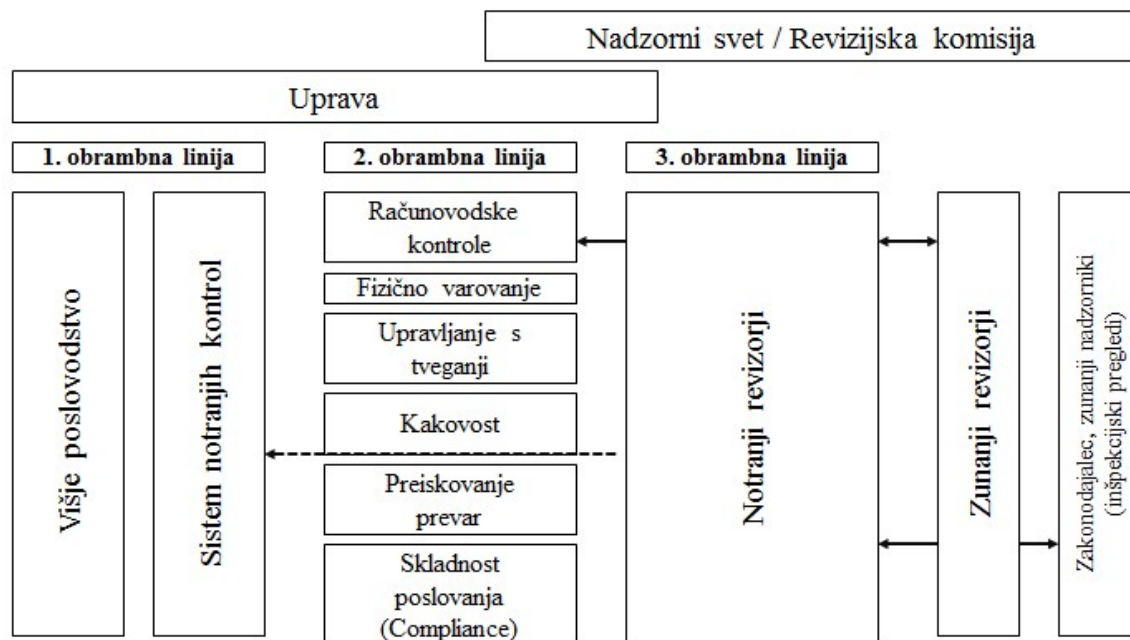 Nadzorni svet / Revizijska komisija
Uprava
1. obrambna linija
2. obrambna linija
3. obrambna linija
Višje poslovodstvo
Sistem notranjih kontrol
Računovodske
kontrole
Fizično varovanje
Upravljanje s
tveganji
Kakovost
Preiskovanje
prevar
Skladnost
poslovanja
(Compliance)
Notranji revizorji
Zunanji revizorji
Zakonodajalec, zunanji nadzorniki
(inšpekcijski pregledi)